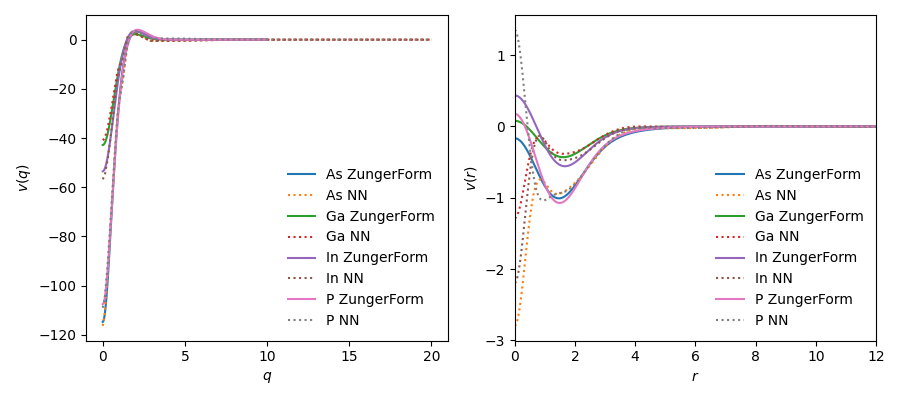 0
−20
−40
−60
−80
−100
−120
v(q)
As ZungerForm
As NN
Ga ZungerForm
Ga NN
In ZungerForm
In NN
P ZungerForm
P NN
0
5
10
15
20
q
1
0
−1
−2
−3
v(r)
As ZungerForm
As NN
Ga ZungerForm
Ga NN
In ZungerForm
In NN
P ZungerForm
P NN
0
2
4
6
8
10
12
r